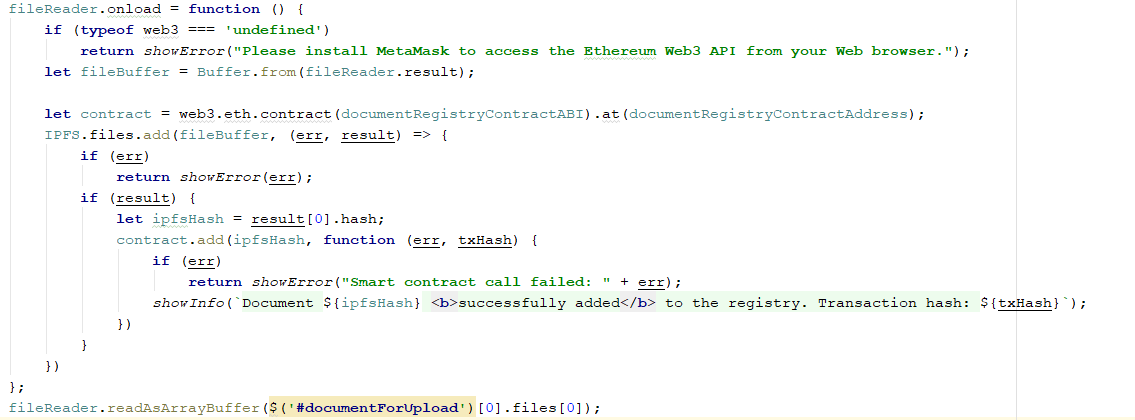 fileReader.onload = function () {
    if (typeof web3 === 'undefined')
        return showError("Please install MetaMask to access the Ethereum Web3 API from your Web browser.");
    let fileBuffer = Buffer.from(fileReader.result);

    let contract = web3.eth.contract(documentRegistryContractABI).at(documentRegistryContractAddress);
    IPFS.files.add(fileBuffer, (err, result) => {
        if (err)
            return showError(err);
        if (result) {
            let ipfsHash = result[0].hash;
            contract.add(ipfsHash, function (err, txHash) {
                if (err)
                    return showError("Smart contract call failed: " + err);
                showInfo(`Document ${ipfsHash} <b>successfully added</b> to the registry. Transaction hash: ${txHash}`);
            })
        }
    })
};
fileReader.readAsArrayBuffer($('#documentForUpload')[0].files[0]);